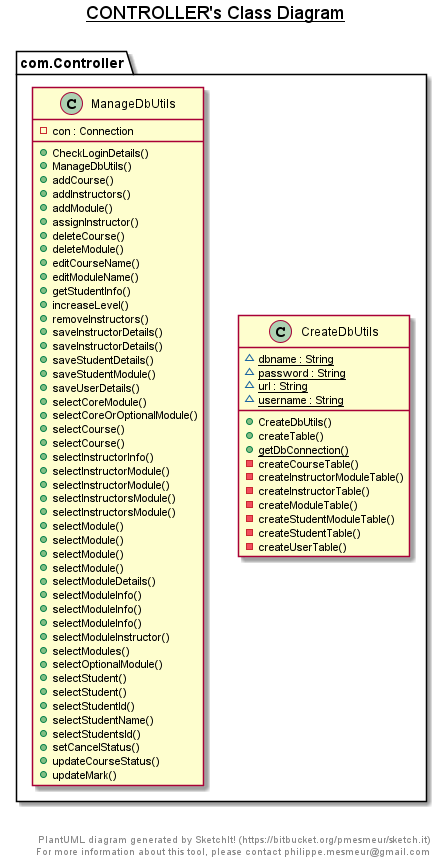 CONTROLLER's Class Diagram
com.Controller
C ManageDbUtils
con : Connection
CheckLoginDetails()
ManageDbUtils()
addCourse()
addInstructors()
addModule()
assignInstructor()
deleteCourse()
deleteModule()
editCourseName()
editModuleName()
getStudentInfo()
increaseLevel()
removeInstructors()
saveInstructorDetails()
saveInstructorDetails()
saveStudentDetails()
saveStudentModule()
saveUserDetails()
selectCoreModule()
selectCoreOrOptionalModule()
selectCourse()
selectCourse()
selectInstructorInfo()
selectInstructorModule()
selectInstructorModule()
selectInstructorsModule()
selectInstructorsModule()
selectModule()
selectModule()
selectModule()
selectModule()
selectModuleDetails()
selectModuleInfo()
selectModuleInfo()
selectModuleInfo()
selectModuleInstructor()
selectModules()
selectOptionalModule()
selectStudent()
selectStudent()
selectStudentId()
selectStudentName()
selectStudentsId()
setCancelStatus()
updateCourseStatus()
updateMark()
C CreateDbUtils
dbname : String
password : String
url : String
username : String
CreateDbUtils()
createTable()
getDbConnection()
createCourseTable()
createInstructorModuleTable()
createInstructorTable()
createModuleTable()
createStudentModuleTable()
createStudentTable()
createUserTable()
PlantUML diagram generated by SketchIt! (https://bitbucket.org/pmesmeur/sketch.it)
For more information about this tool, please contact philippe.mesmeur@gmail.com